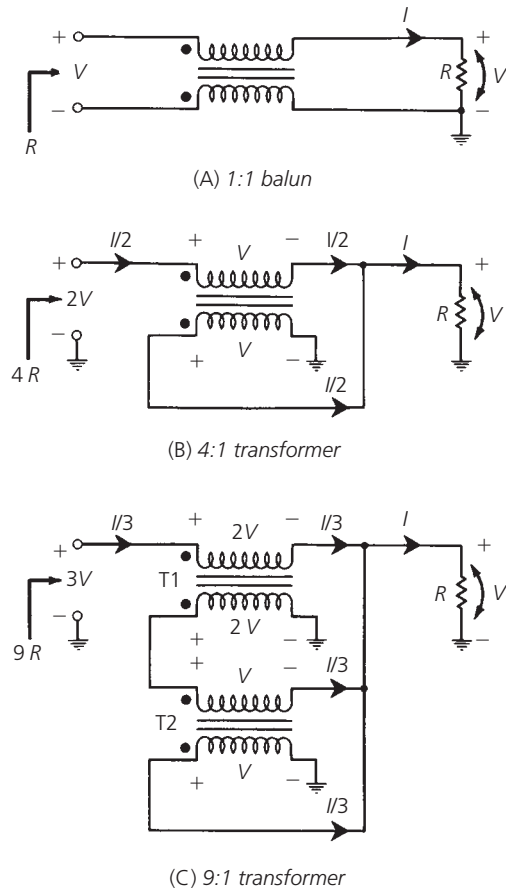 I
+ +
V R V
− −
R
(A) 1:1 balun
I/2 + V − I/2 I
+ +
2V R V
− + V −
4 R I/2
(B) 4:1 transformer
I/3 + 2V − I/3 I
+ +
3V T1 R V
− + 2 V − −
9 R + V − I/3
T2
+ V −
I/3
(C) 9:1 transformer